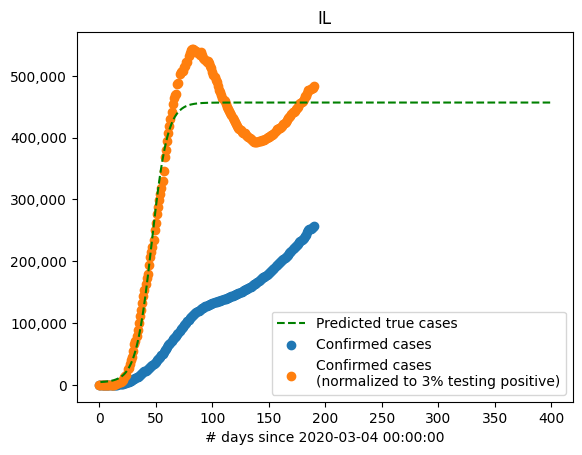 IL
500,000
400,000
300,000
200,000
100,000
0
Predicted true cases
Confirmed cases
Confirmed cases
(normalized to 3% testing positive)
0 50 100 150 200 250 300 350 400
# days since 2020-03-04 00:00:00